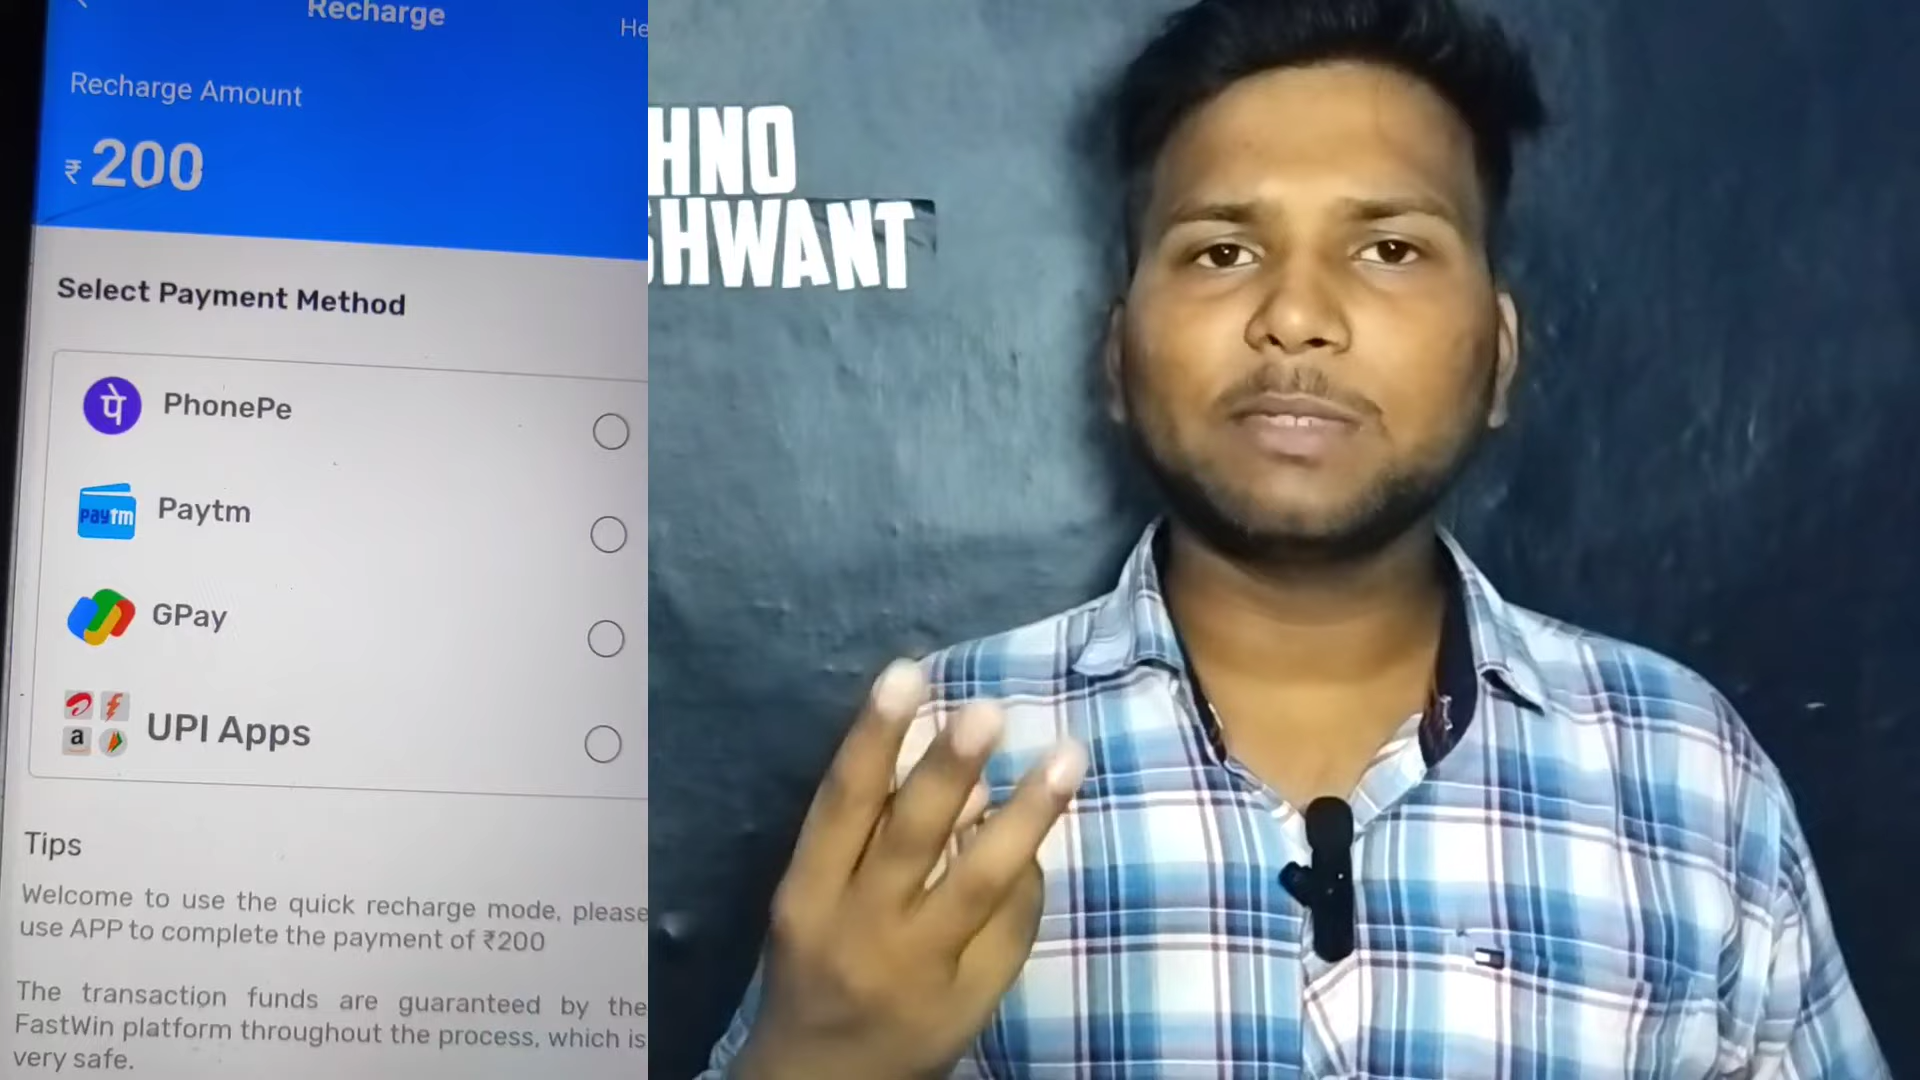 Recharge
He
Recharge Amount
₹ 200
Select Payment Method
पे PhonePe
paytm Paytm
GPay
a UPI Apps
Tips
Welcome to use the quick recharge mode, please
use APP to complete the payment of ₹200
The transaction funds are guaranteed by the
FastWin platform throughout the process, which is
very safe.
HNO
SHWANT